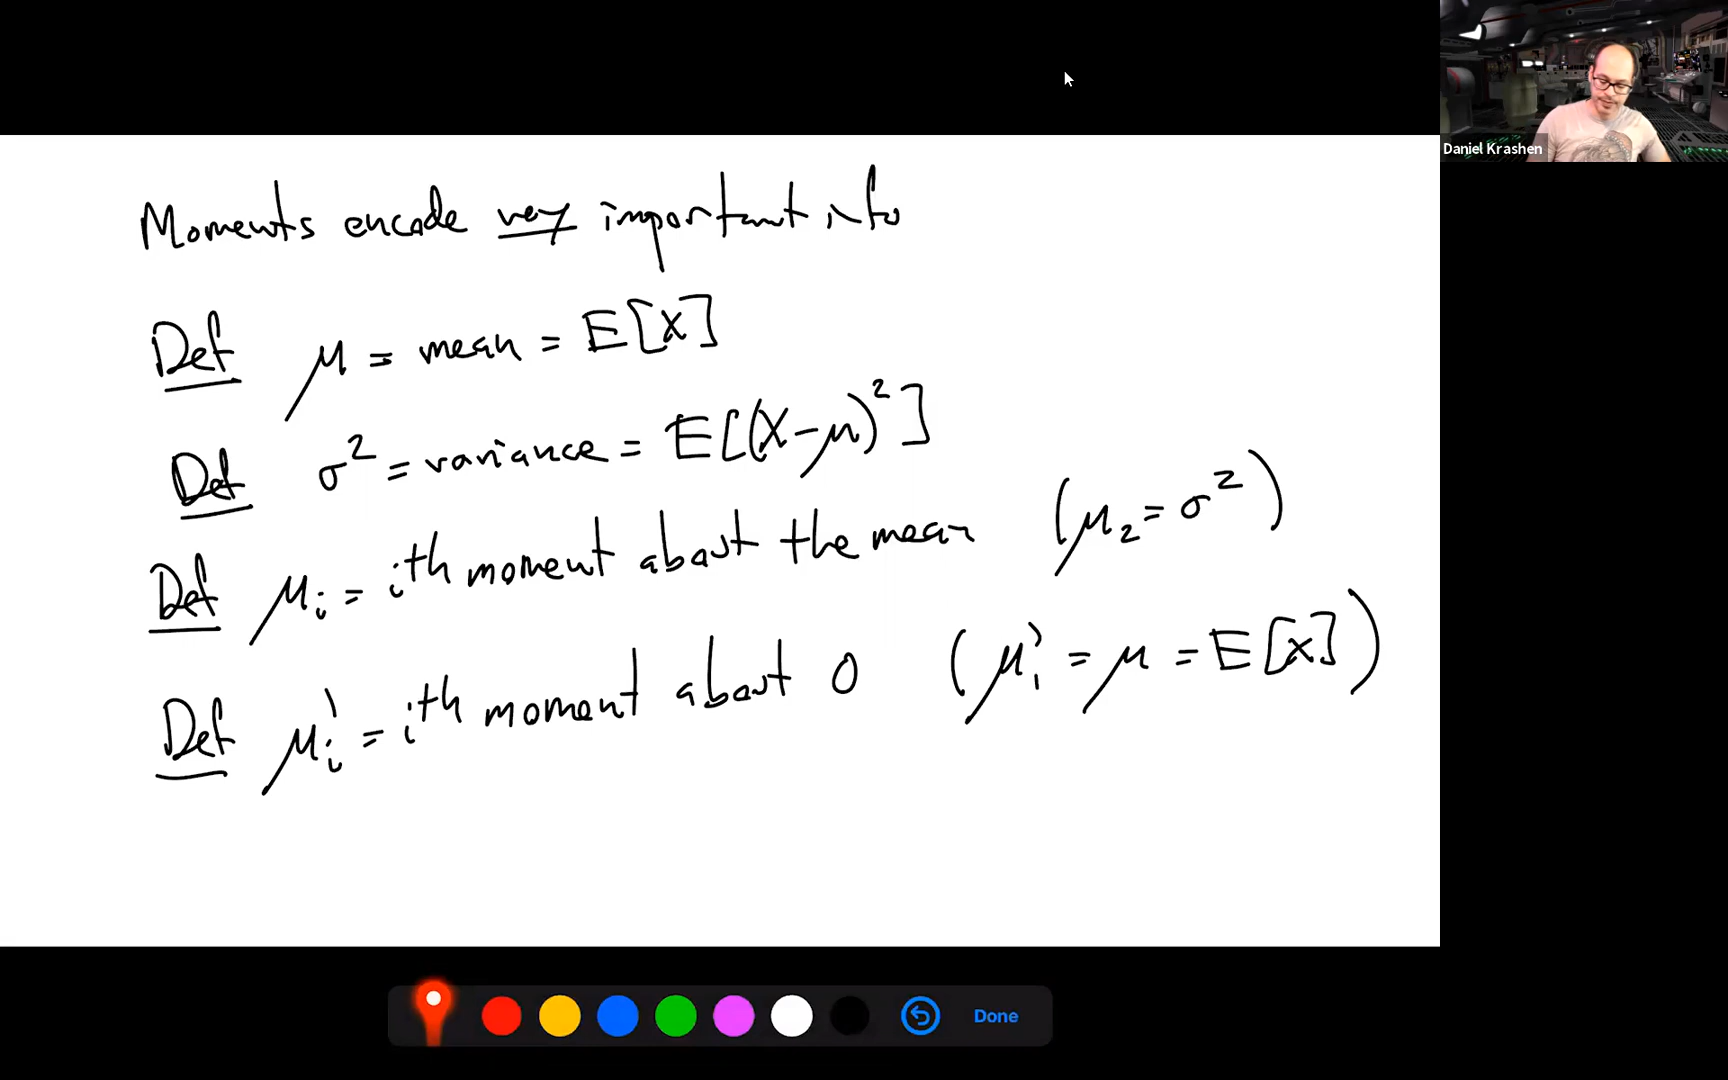 Daniel Krashen
Moments encode very important info
Def μ = mean = E[X]
Def σ² = variance = E[(X-μ)²]
Def μᵢ = iᵗʰ moment about the mean (μ₂ = σ²)
Def μᵢ' = iᵗʰ moment about 0 (μ₁' = μ = E[X])
Done